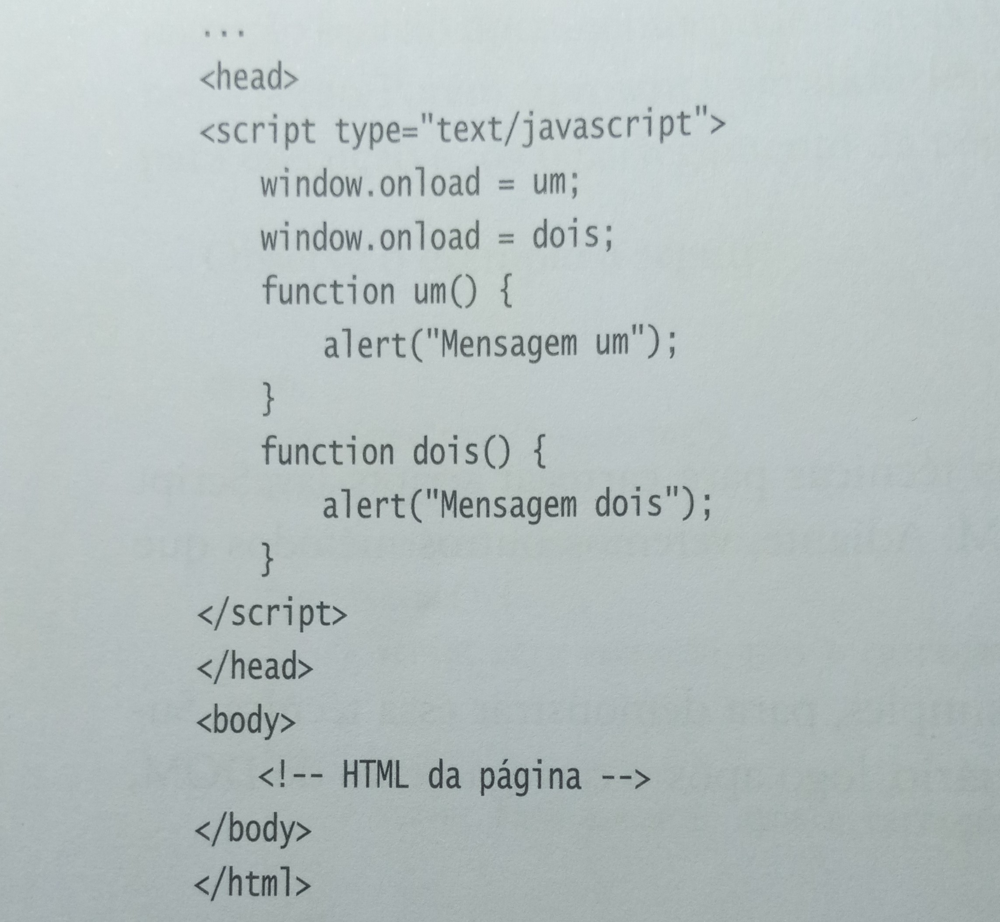 ...
<head>
<script type="text/javascript">
window.onload = um;
window.onload = dois;
function um() {
alert("Mensagem um");
}
function dois() {
alert("Mensagem dois");
}
</script>
</head>
<body>
<!-- HTML da página -->
</body>
</html>